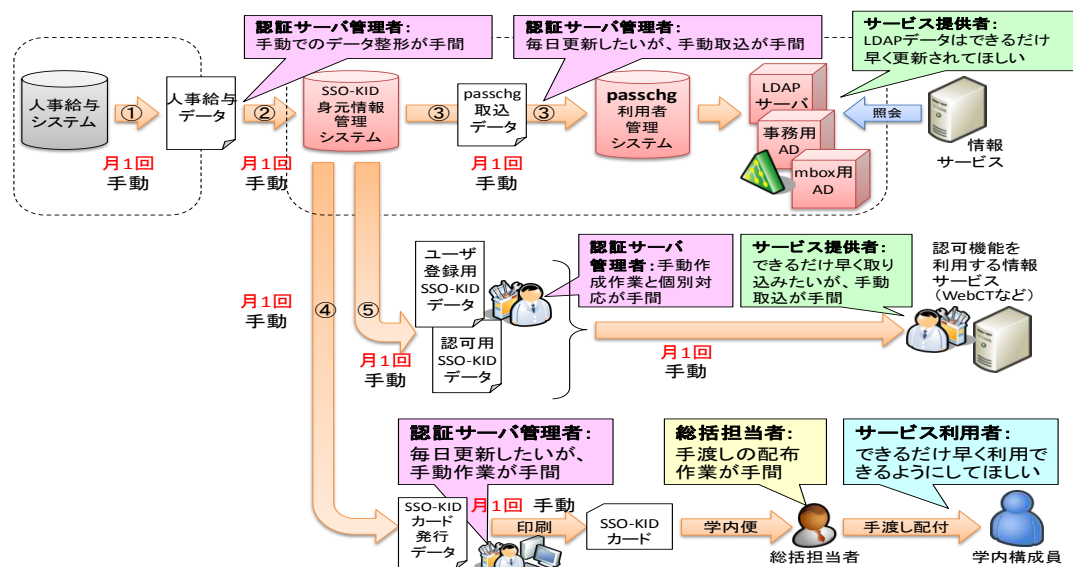 認証サーバ管理者：
手動でのデータ整形が手間
認証サーバ管理者：
毎日更新したいが、手動取込が手間
サービス提供者：
LDAPデータはできるだけ
早く更新されてほしい
人事給与
システム
①
人事給与
データ
②
SSO-KID
身元情報
管理
システム
③
passchg
取込
データ
③
passchg
利用者
管理
システム
LDAP
サーバ
事務用
AD
mbox用
AD
照会
情報
サービス
月１回
手動
月１回
手動
月１回
手動
ユーザ
登録用
SSO-KID
データ
認証サーバ
管理者：手動作
成作業と個別対
応が手間
サービス提供者：
できるだけ早く取り
込みたいが、手動
取込が手間
認可機能を
利用する情報
サービス
（WebCTなど）
月１回
手動
④
⑤
認可用
SSO-KID
データ
月１回
手動
月１回
手動
認証サーバ管理者：
毎日更新したいが、
手動作業が手間
総括担当者：
手渡しの配布
作業が手間
サービス利用者：
できるだけ早く利用で
きるようにしてほしい
SSO-KID
カード
発行
データ
月１回 手動
印刷
SSO-KID
カード
学内便
総括担当者
手渡し配付
学内構成員